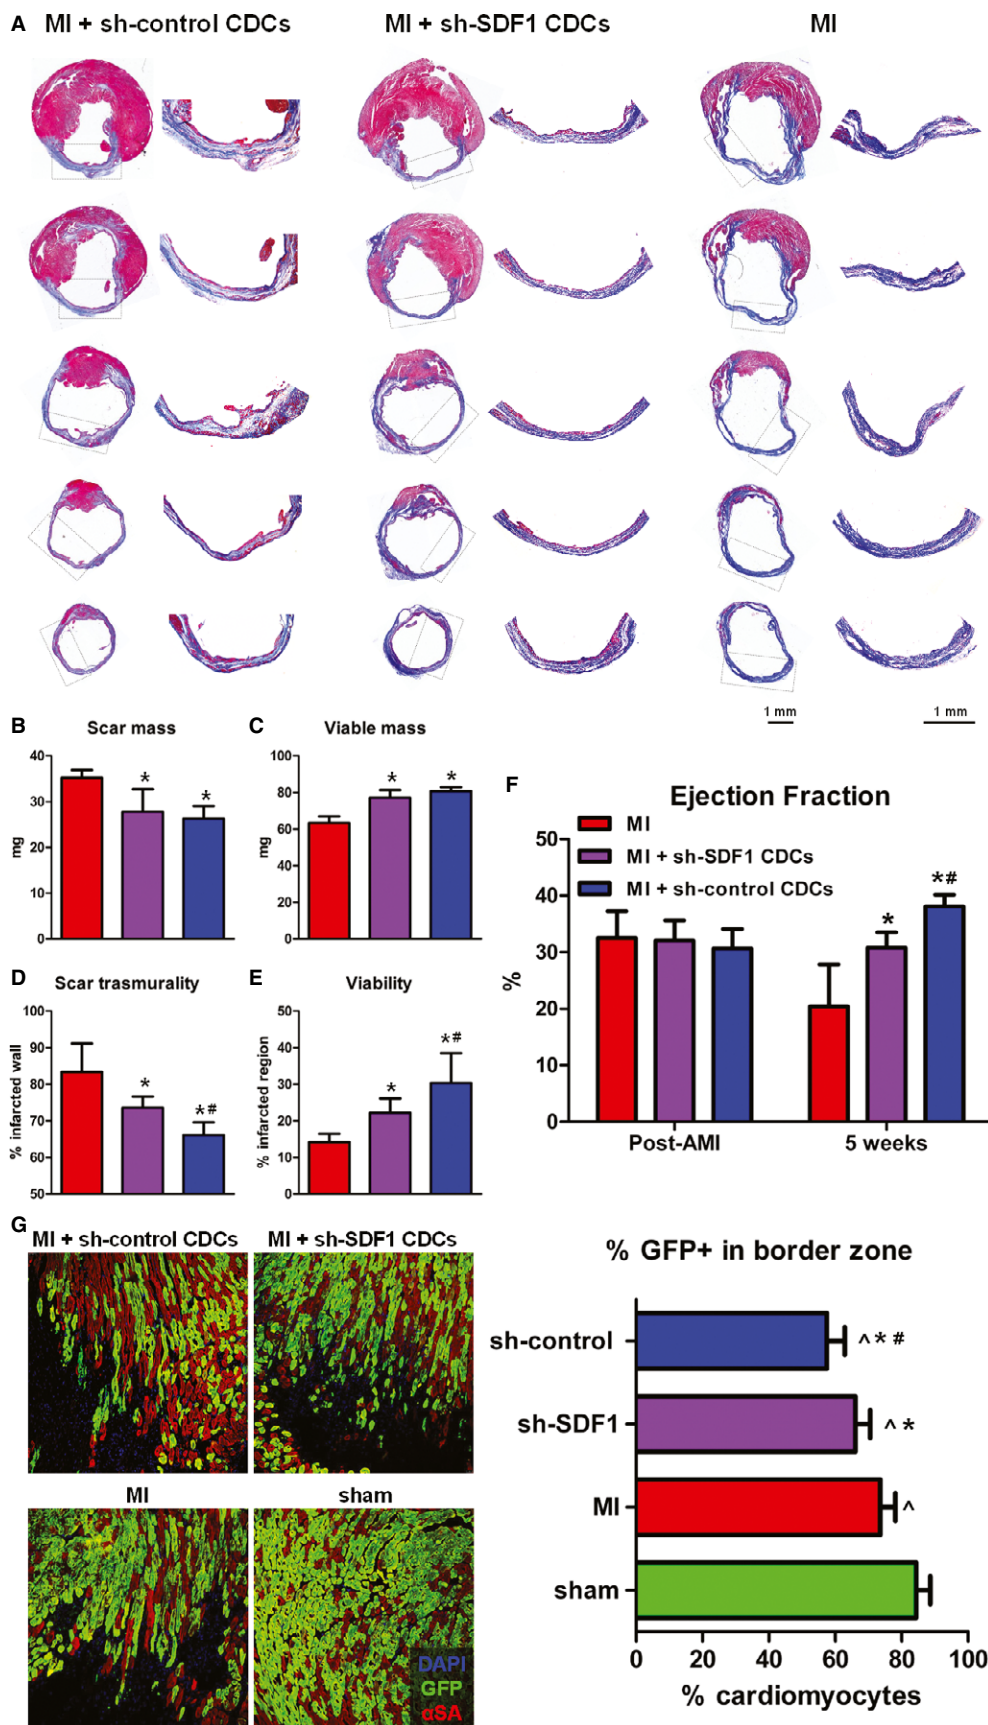 A MI + sh-control CDCs MI + sh-SDF1 CDCs MI
1 mm 1 mm
B Scar mass
40
30
20
10
0
mg
*
*
C Viable mass
100
80
60
40
20
0
mg
*
*
D Scar trasmurality
100
90
80
70
60
50
% infarcted wall
*
*#
E Viability
50
40
30
20
10
0
% infarcted region
*
*#
F Ejection Fraction
MI
MI + sh-SDF1 CDCs
MI + sh-control CDCs
50
40
30
20
10
0
%
*
*#
Post-AMI 5 weeks
G
MI + sh-control CDCs MI + sh-SDF1 CDCs
MI sham
DAPI
GFP
αSA
% GFP+ in border zone
sh-control ^ * #
sh-SDF1 ^ *
MI ^
sham
0 20 40 60 80 100
% cardiomyocytes